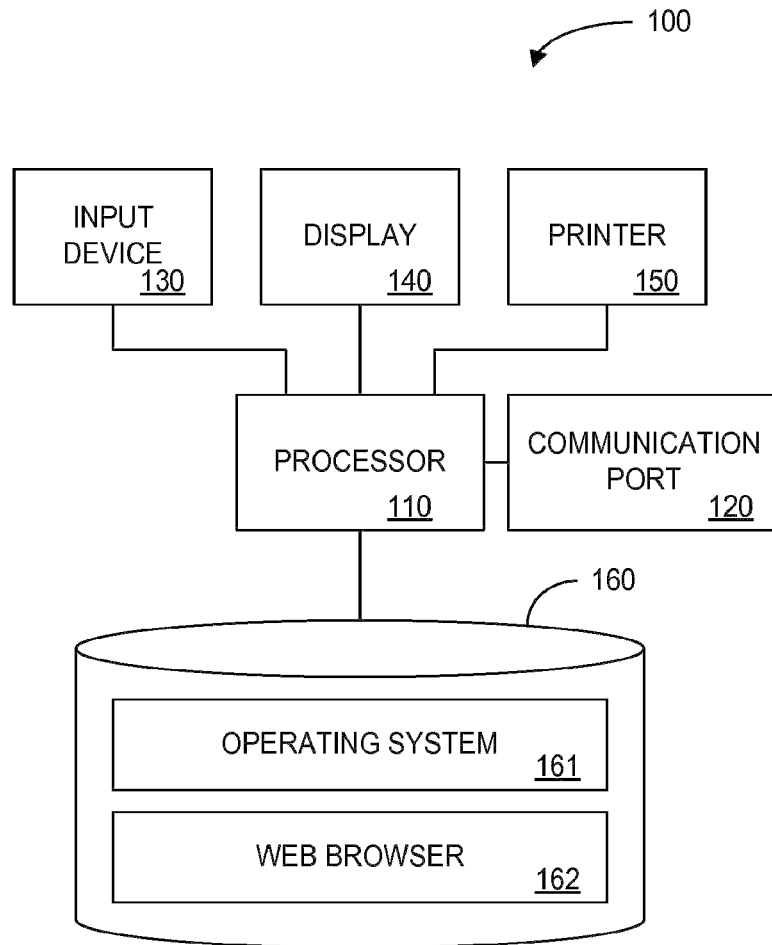 100
INPUT
DEVICE
130
DISPLAY
140
PRINTER
150
PROCESSOR
110
COMMUNICATION
PORT
120
160
OPERATING SYSTEM
161
WEB BROWSER
162